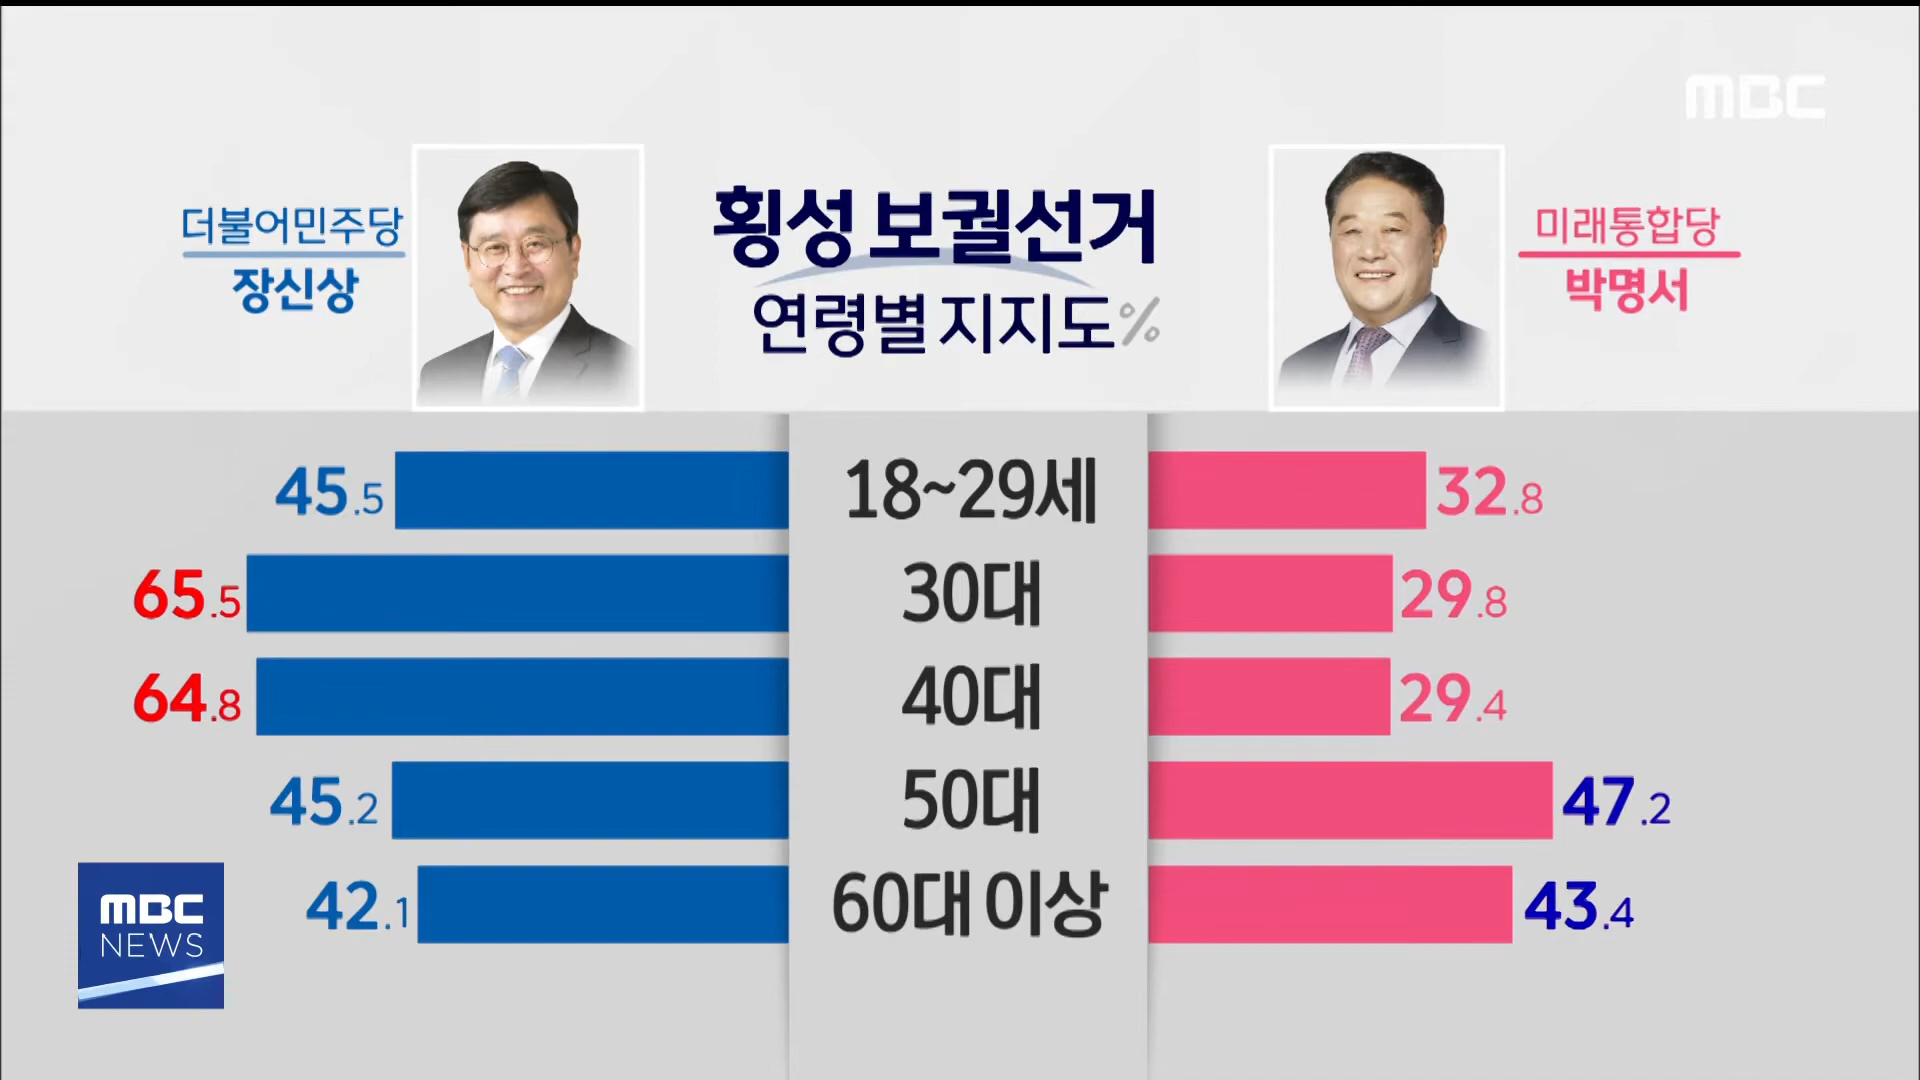 MBC
더불어민주당
장신상
횡성 보궐선거
연령별 지지도%
미래통합당
박명서
45.5 18~29세 32.8
65.5 30대 29.8
64.8 40대 29.4
45.2 50대 47.2
42.1 60대 이상 43.4
MBC
NEWS